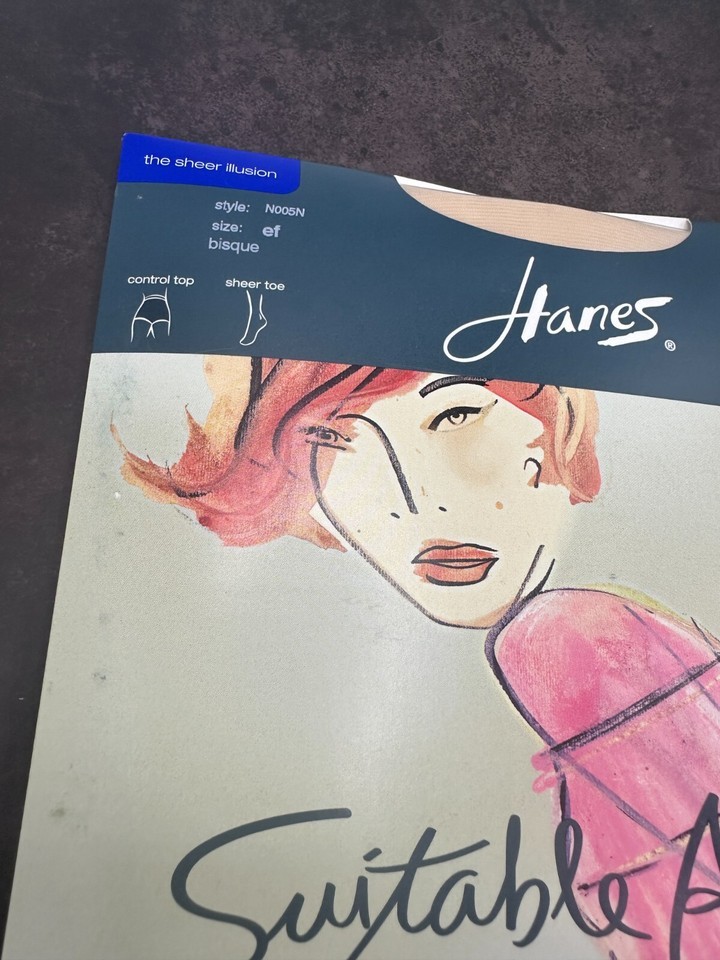 the sheer illusion
style: N005N
size: ef
bisque
control top
sheer toe
Hanes®
Suitable